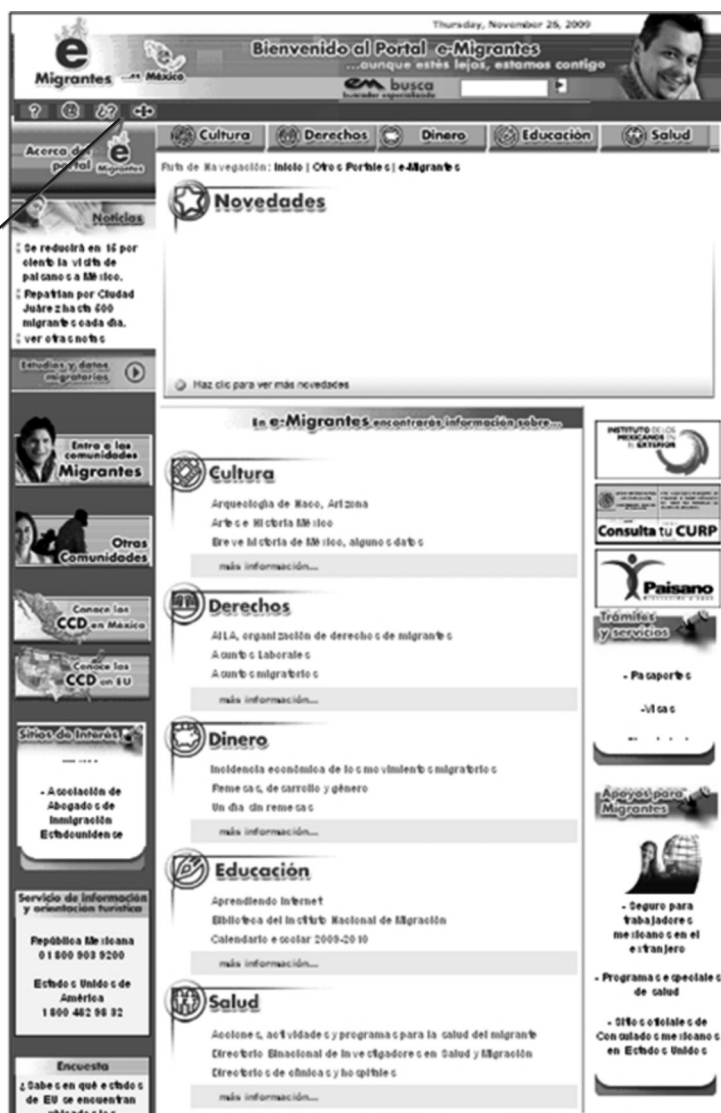 Thursday, November 26, 2009
e
Migrantes ...es México
Bienvenido al Portal e-Migrantes
...aunque estés lejos, estamos contigo
em busca
buscador especializado
? @ ¿?
Acerca del
portal
e
Migrantes
Cultura Derechos Dinero Educación Salud
Ruta de Navegación: Inicio | Otros Portales | e-Migrantes
Noticias
Se reducirá en 16 por
ciento la visita de
paisanos a México.
Repatrían por Ciudad
Juárez hasta 600
migrantes cada día.
ver otras notas
Estudios y datos
migratorios
Entra a las
comunidades
Migrantes
Otras
Comunidades
Conoce los
CCD en México
Conoce los
CCD en EU
Sitios de Interés
- Asociación de
Abogados de
Inmigración
Estadounidense
Servicio de información
y orientación turística
República Mexicana
01 800 903 9200
Estados Unidos de
América
1 800 482 98 32
Encuesta
¿Sabes en qué estados
de EU se encuentran
Novedades
Haz clic para ver más novedades
En e-Migrantes encontrarás información sobre...
Cultura
Arqueología de Naco, Arizona
Artes e Historia México
Breve historia de México, algunos datos
más información...
Derechos
AILA, organización de derechos de migrantes
Asuntos Laborales
Asuntos migratorios
más información...
Dinero
Incidencia económica de los movimientos migratorios
Remesas, desarrollo y género
Un día sin remesas
más información...
Educación
Aprendiendo Internet
Biblioteca del Instituto Nacional de Migración
Calendario escolar 2009-2010
más información...
Salud
Acciones, actividades y programas para la salud del migrante
Directorio Binacional de Investigadores en Salud y Migración
Directorios de clínicas y hospitales
más información...
INSTITUTO DE LOS
MEXICANOS EN
EL EXTERIOR
Consulta tu CURP
Paisano
Trámites
y servicios
- Pasaportes
-Visas
Apoyos para
Migrantes
- Seguro para
trabajadores
mexicanos en el
extranjero
- Programas especiales
de salud
- Sitios oficiales de
Consulados mexicanos
en Estados Unidos